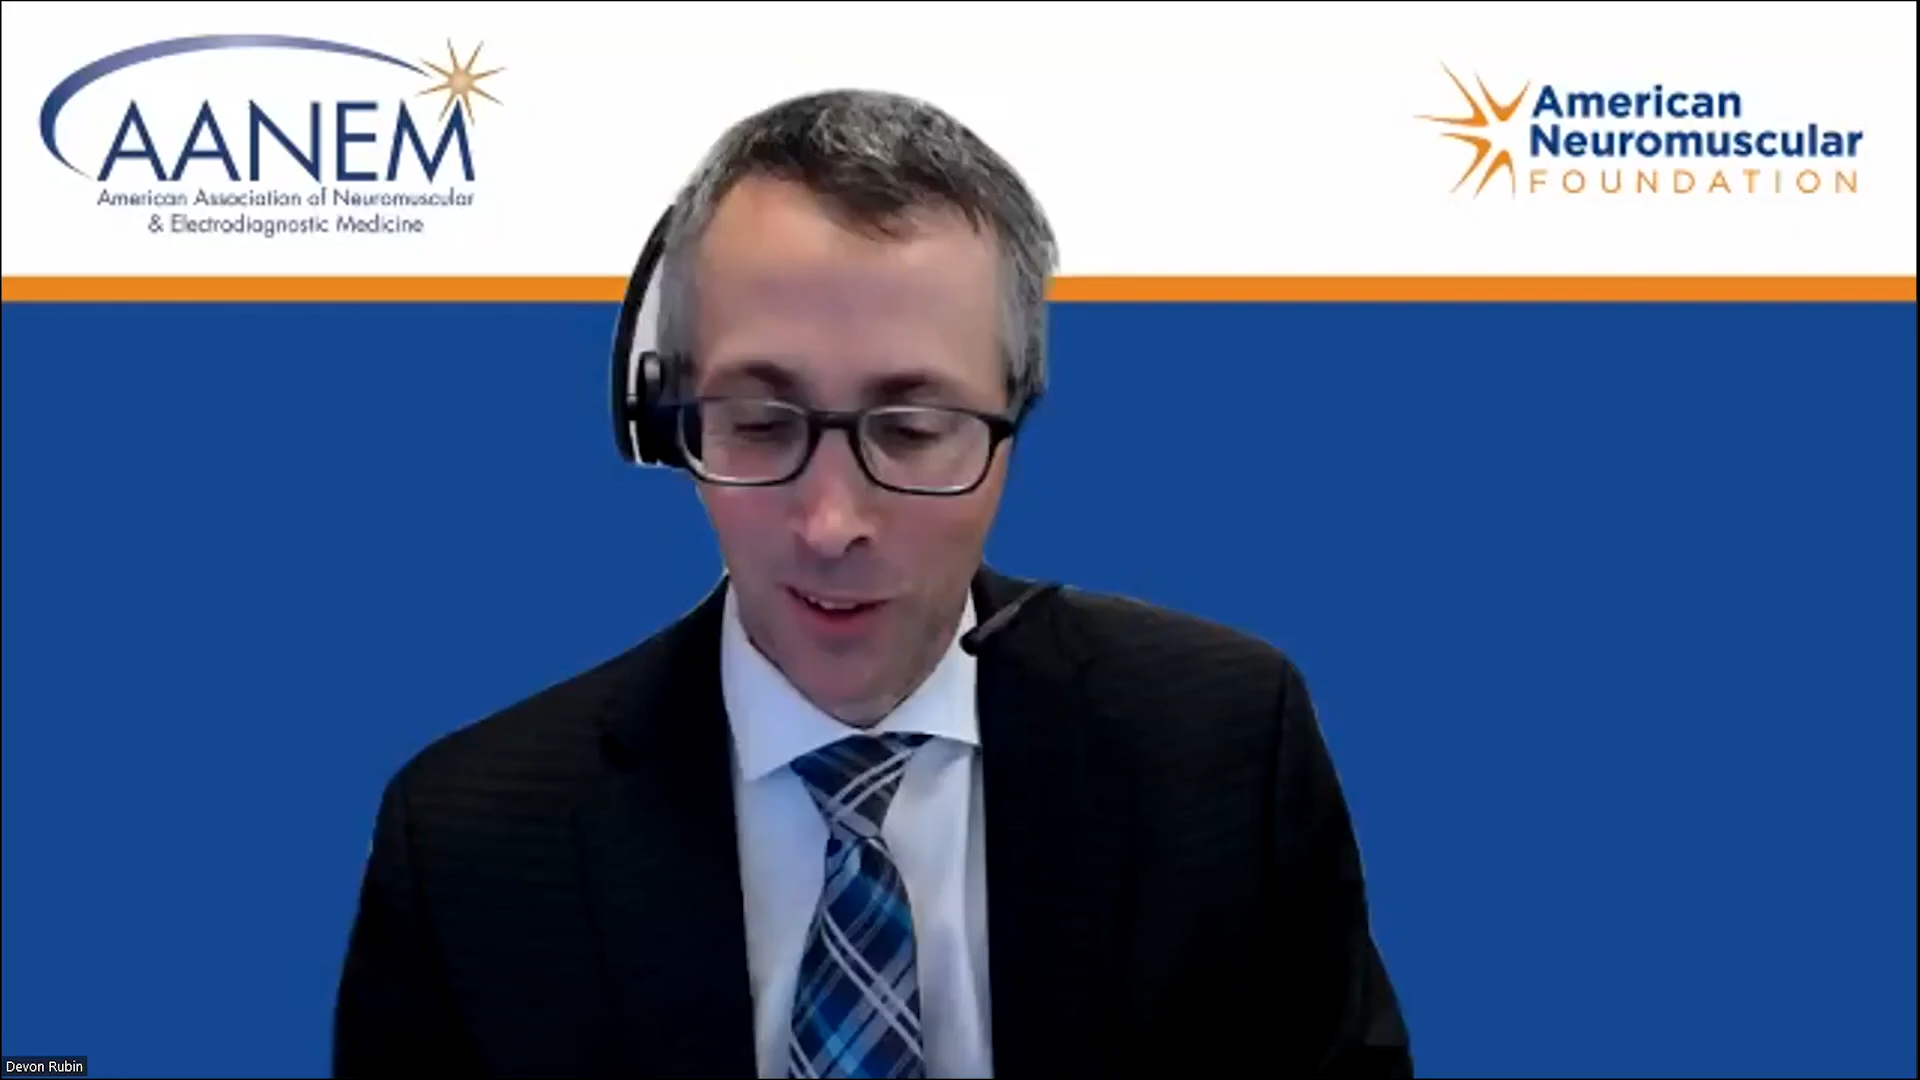 AANEM
American Association of Neuromuscular
& Electrodiagnostic Medicine
American
Neuromuscular
FOUNDATION
Devon Rubin